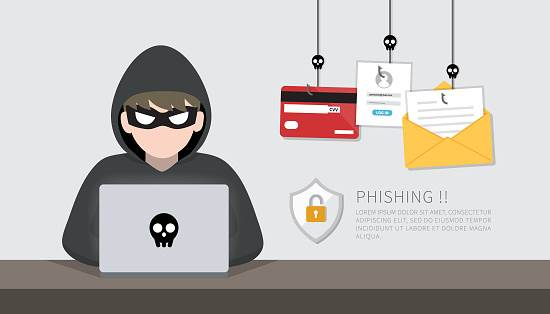 CVV
LOG IN
PHISHING !!
LOREM IPSUM DOLOR SIT AMET,
CONSECTETUR ADIPISCING ELIT,
SED DO EIUSMOD TEMPOR
INCIDIDUNT UT LABORE ET DOLORE MAGNA
ALIQUA.